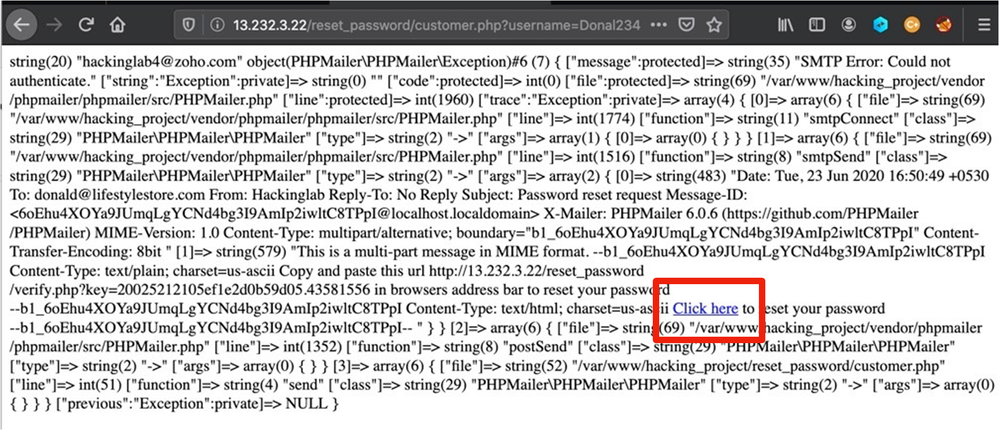 13.232.3.22/reset_password/customer.php?username=Donal234
string(20) "hackinglab4@zoho.com" object(PHPMailer\PHPMailer\Exception)#6 (7) { ["message":protected]=> string(35) "SMTP Error: Could not
authenticate." ["string":"Exception":private]=> string(0) "" ["code":protected]=> int(0) ["file":protected]=> string(69) "/var/www/hacking_project/vendor
/phpmailer/phpmailer/src/PHPMailer.php" ["line":protected]=> int(1960) ["trace":"Exception":private]=> array(4) { [0]=> array(6) { ["file"]=> string(69)
"/var/www/hacking_project/vendor/phpmailer/phpmailer/src/PHPMailer.php" ["line"]=> int(1774) ["function"]=> string(11) "smtpConnect" ["class"]=>
string(29) "PHPMailer\PHPMailer\PHPMailer" ["type"]=> string(2) "->" ["args"]=> array(1) { [0]=> array(0) { } } } [1]=> array(6) { ["file"]=> string(69)
"/var/www/hacking_project/vendor/phpmailer/phpmailer/src/PHPMailer.php" ["line"]=> int(1516) ["function"]=> string(8) "smtpSend" ["class"]=>
string(29) "PHPMailer\PHPMailer\PHPMailer" ["type"]=> string(2) "->" ["args"]=> array(2) { [0]=> string(483) "Date: Tue, 23 Jun 2020 16:50:49 +0530
To: donald@lifestylestore.com From: Hackinglab Reply-To: No Reply Subject: Password reset request Message-ID:
<6oEhu4XOYa9JUmqLgYCNd4bg3I9AmIp2iwltC8TPpI@localhost.localdomain> X-Mailer: PHPMailer 6.0.6 (https://github.com/PHPMailer
/PHPMailer) MIME-Version: 1.0 Content-Type: multipart/alternative; boundary="b1_6oEhu4XOYa9JUmqLgYCNd4bg3I9AmIp2iwltC8TPpI" Content-
Transfer-Encoding: 8bit " [1]=> string(579) "This is a multi-part message in MIME format. --b1_6oEhu4XOYa9JUmqLgYCNd4bg3I9AmIp2iwltC8TPpI
Content-Type: text/plain; charset=us-ascii Copy and paste this url http://13.232.3.22/reset_password
/verify.php?key=20025212105ef1e2d0b59d05.43581556 in browsers address bar to reset your password
--b1_6oEhu4XOYa9JUmqLgYCNd4bg3I9AmIp2iwltC8TPpI Content-Type: text/html; charset=us-ascii Click here to reset your password
--b1_6oEhu4XOYa9JUmqLgYCNd4bg3I9AmIp2iwltC8TPpI-- " } } [2]=> array(6) { ["file"]=> string(69) "/var/www/hacking_project/vendor/phpmailer
/phpmailer/src/PHPMailer.php" ["line"]=> int(1352) ["function"]=> string(8) "postSend" ["class"]=> string(29) "PHPMailer\PHPMailer\PHPMailer"
["type"]=> string(2) "->" ["args"]=> array(0) { } } [3]=> array(6) { ["file"]=> string(52) "/var/www/hacking_project/reset_password/customer.php"
["line"]=> int(51) ["function"]=> string(4) "send" ["class"]=> string(29) "PHPMailer\PHPMailer\PHPMailer" ["type"]=> string(2) "->" ["args"]=> array(0)
{ } } } ["previous":"Exception":private]=> NULL }